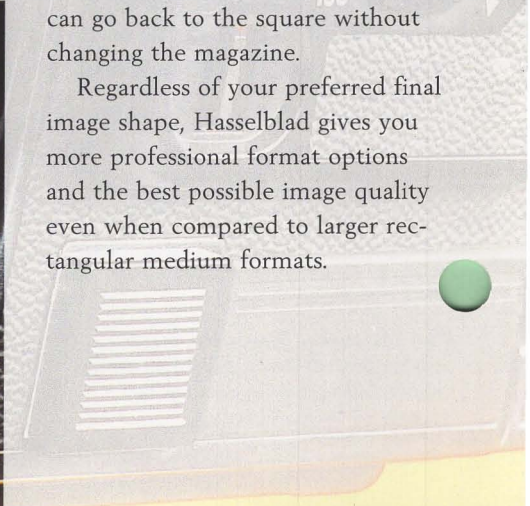 can go back to the square without
changing the magazine.
Regardless of your preferred final
image shape, Hasselblad gives you
more professional format options
and the best possible image quality
even when compared to larger rec-
tangular medium formats.